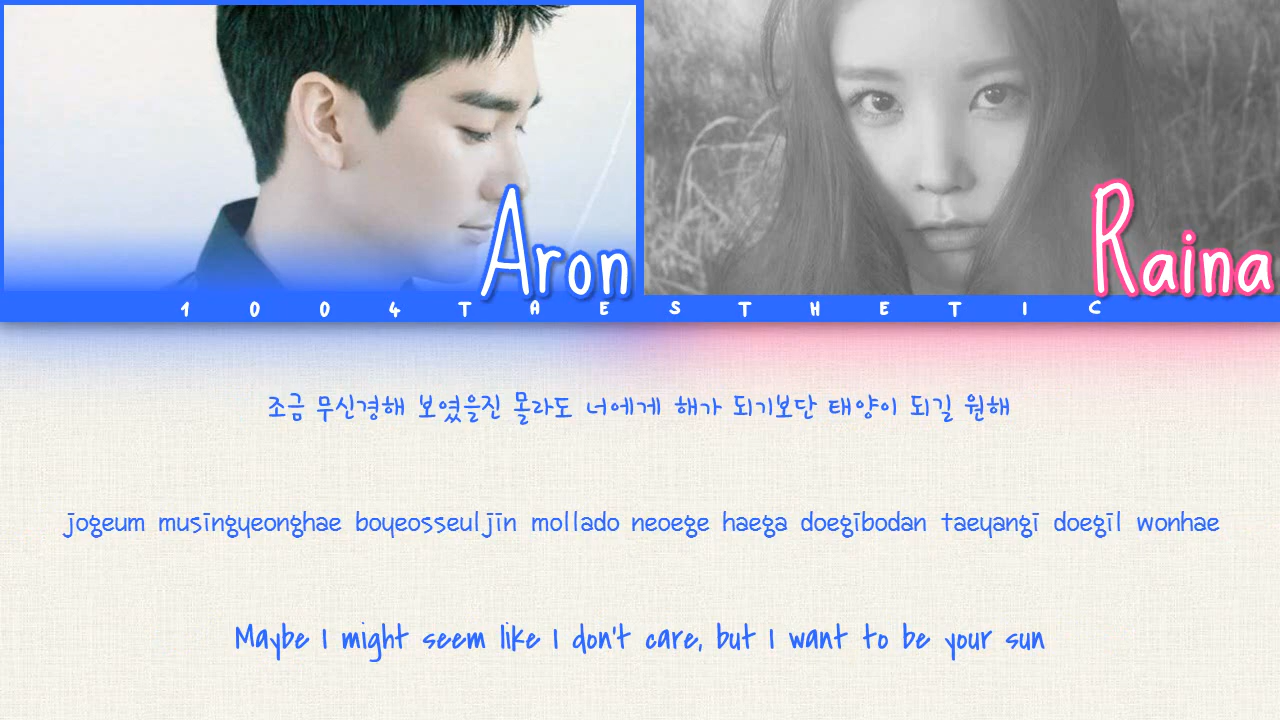 Aron
Raina
1004TAESTHETIC
조금 무신경해 보였을진 몰라도 너에게 해가 되기보단 태양이 되길 원해
jogeum musingyeonghae boyeosseuljin mollado neoege haega doegibodan taeyangi doegil wonhae
Maybe I might seem like I don't care, but I want to be your sun